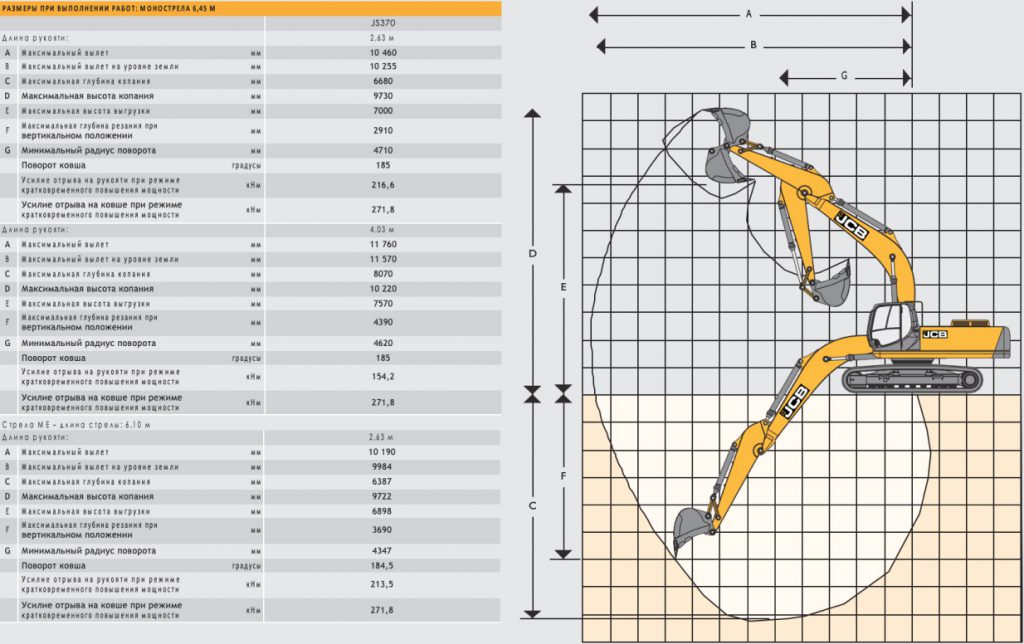 РАЗМЕРЫ ПРИ ВЫПОЛНЕНИИ РАБОТ: МОНОСТРЕЛА 6,45 М
JS370
Длина рукояти: 2,63 м
A Максимальный вылет мм 10 460
B Максимальный вылет на уровне земли мм 10 255
C Максимальная глубина копания мм 6680
D Максимальная высота копания мм 9730
E Максимальная высота выгрузки мм 7000
F Максимальная глубина резания при
вертикальном положении мм 2910
G Минимальный радиус поворота мм 4710
Поворот ковша градусы 185
Усилие отрыва на рукояти при режиме
кратковременного повышения мощности кНм 216,6
Усилие отрыва на ковше при режиме
кратковременного повышения мощности кНм 271,8
Длина рукояти: 4,03 м
A Максимальный вылет мм 11 760
B Максимальный вылет на уровне земли мм 11 570
C Максимальная глубина копания мм 8070
D Максимальная высота копания мм 10 220
E Максимальная высота выгрузки мм 7570
F Максимальная глубина резания при
вертикальном положении мм 4390
G Минимальный радиус поворота мм 4620
Поворот ковша градусы 185
Усилие отрыва на рукояти при режиме
кратковременного повышения мощности кНм 154,2
Усилие отрыва на ковше при режиме
кратковременного повышения мощности кНм 271,8
Стрела ME – длина стрелы: 6.10 м
Длина рукояти: 2,63 м
A Максимальный вылет мм 10 190
B Максимальный вылет на уровне земли мм 9984
C Максимальная глубина копания мм 6387
D Максимальная высота копания мм 9722
E Максимальная высота выгрузки мм 6898
F Максимальная глубина резания при
вертикальном положении мм 3690
G Минимальный радиус поворота мм 4347
Поворот ковша градусы 184,5
Усилие отрыва на рукояти при режиме
кратковременного повышения мощности кНм 213,5
Усилие отрыва на ковше при режиме
кратковременного повышения мощности кНм 271,8
A
B
G
D
E
JCB
JCB
JCB
F
C